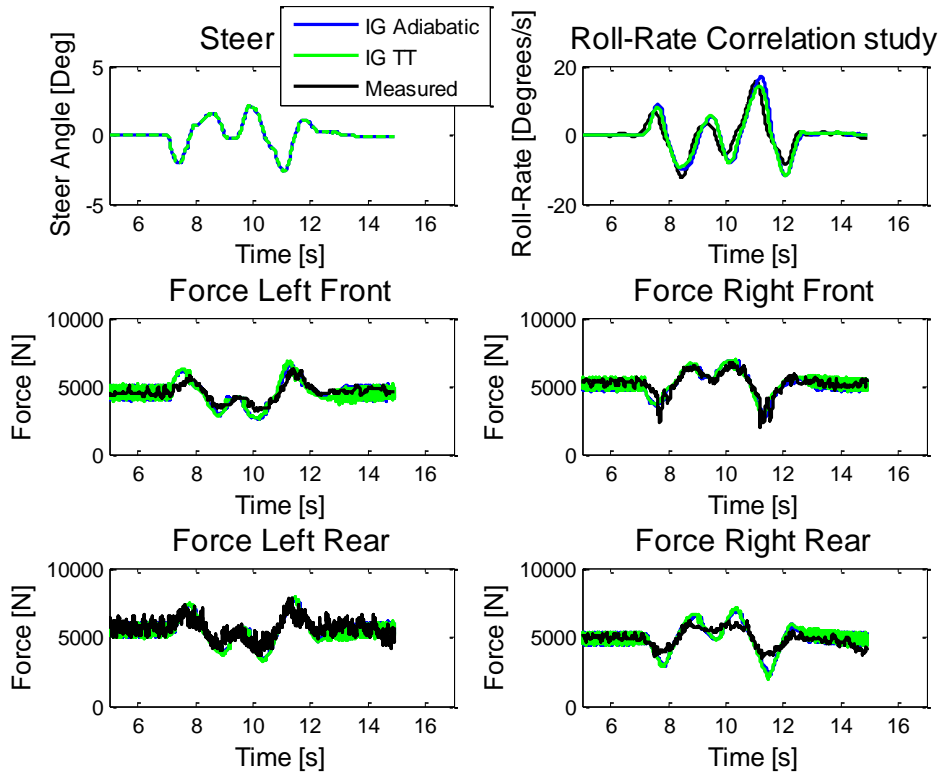 Steer
IG Adiabatic
IG TT
Measured
Roll-Rate Correlation study
Steer Angle [Deg]
5
0
-5
6 8 10 12 14 16
Time [s]
Roll-Rate [Degrees/s]
20
0
-20
6 8 10 12 14 16
Time [s]
Force Left Front
Force [N]
10000
5000
0
6 8 10 12 14 16
Time [s]
Force Right Front
Force [N]
10000
5000
0
6 8 10 12 14 16
Time [s]
Force Left Rear
Force [N]
10000
5000
0
6 8 10 12 14 16
Time [s]
Force Right Rear
Force [N]
10000
5000
0
6 8 10 12 14 16
Time [s]